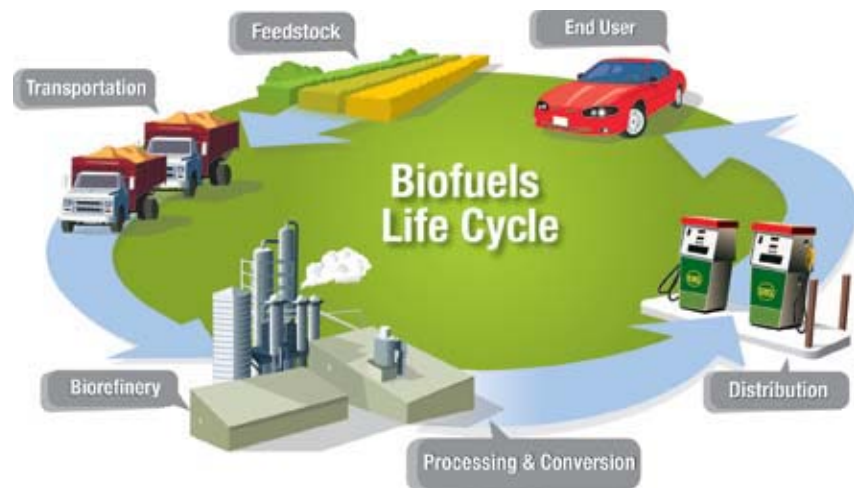 Feedstock
End User
Transportation
Biofuels
Life Cycle
Biorefinery
Distribution
Processing & Conversion